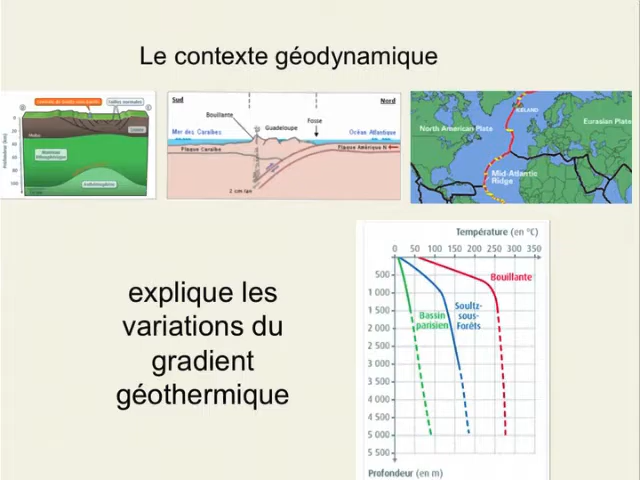 Le contexte géodynamique
Sud
Nord
Bouillante
Guadeloupe
Fosse
Mer des Caraïbes
Océan Atlantique
Plaque Caraïbe
Plaque Amérique N
2 cm /an
North American Plate
ICELAND
Eurasian Plate
Mid-Atlantic
Ridge
explique les
variations du
gradient
géothermique
Température (en °C)
0 50 100 150 200 250 300 350
500
1 000
1 500
2 000
2 500
3 000
3 500
4 000
4 500
5 000
5 500
Bouillante
Soultz-
sous-
Forêts
Bassin
parisien
Profondeur (en m)